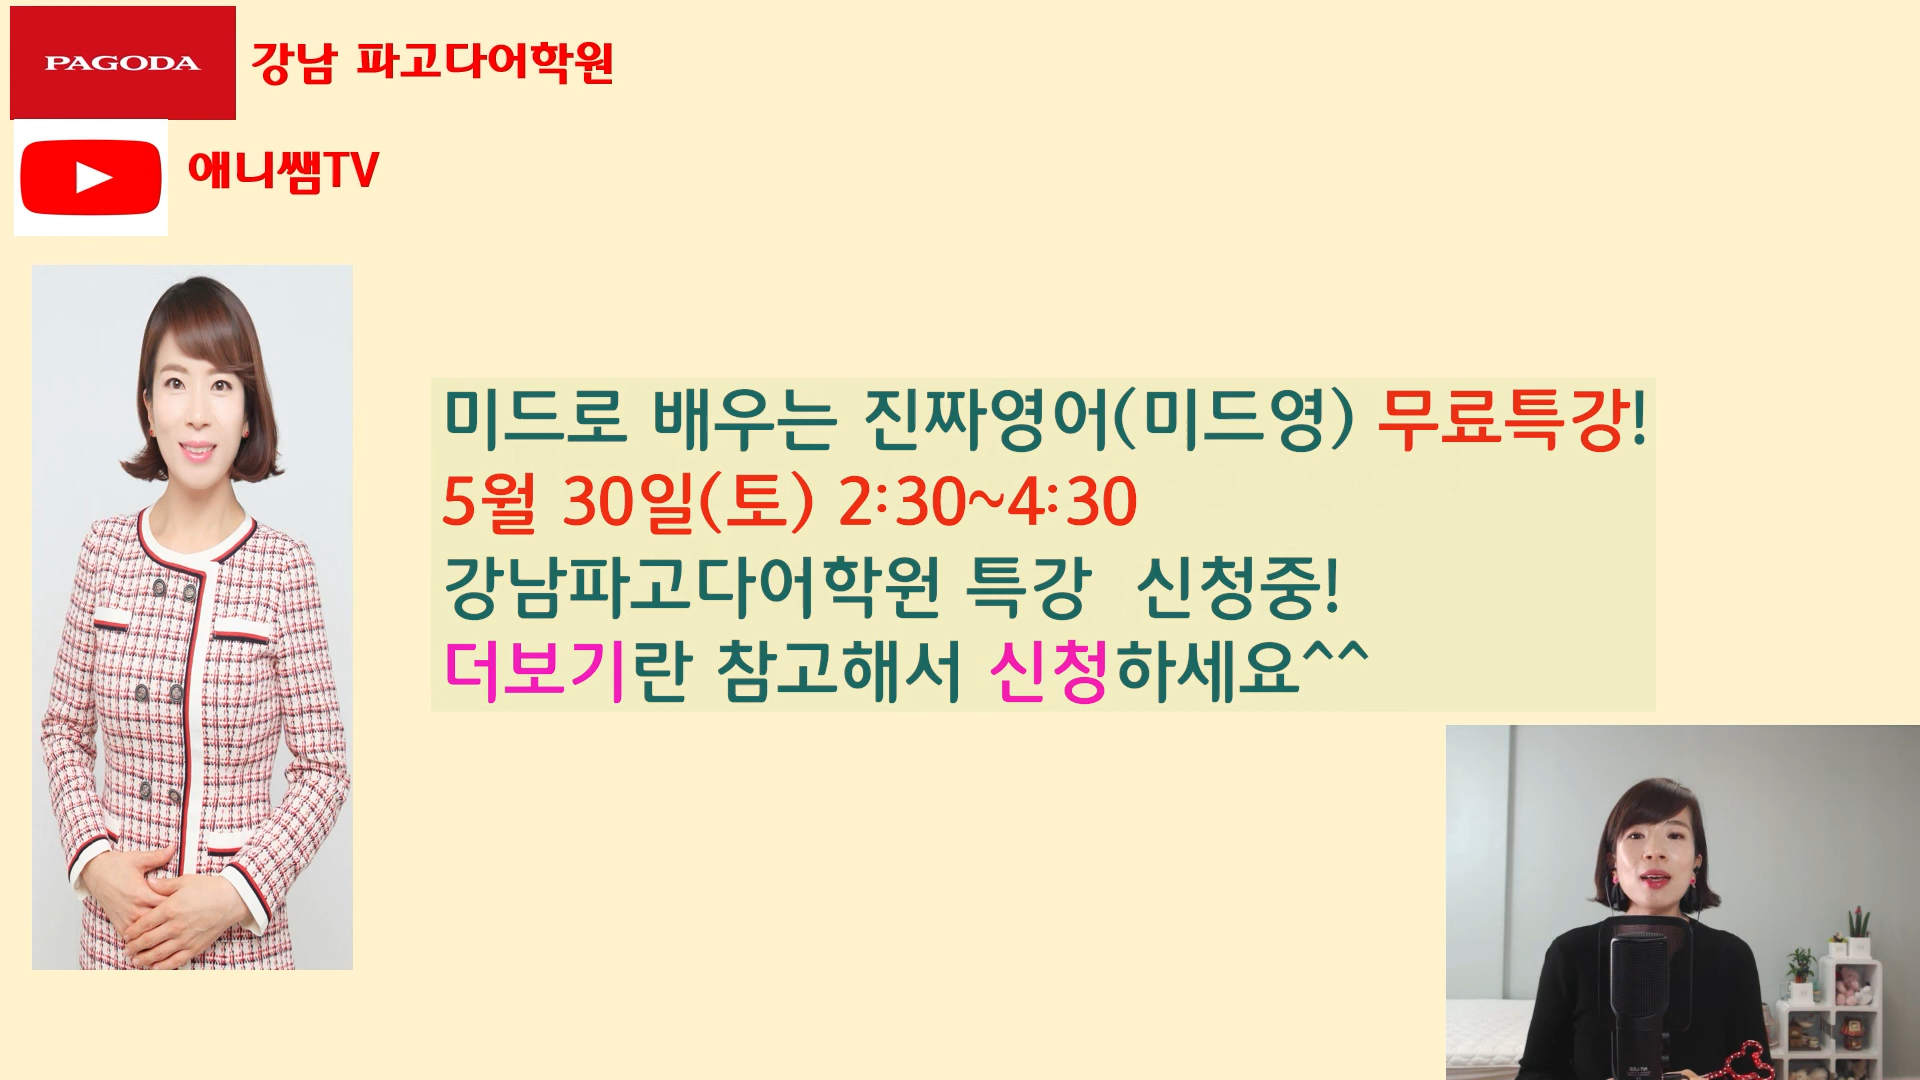 PAGODA 강남 파고다어학원
애니쌤TV
미드로 배우는 진짜영어(미드영) 무료특강!
5월 30일(토) 2:30~4:30
강남파고다어학원 특강 신청중!
더보기란 참고해서 신청하세요^^